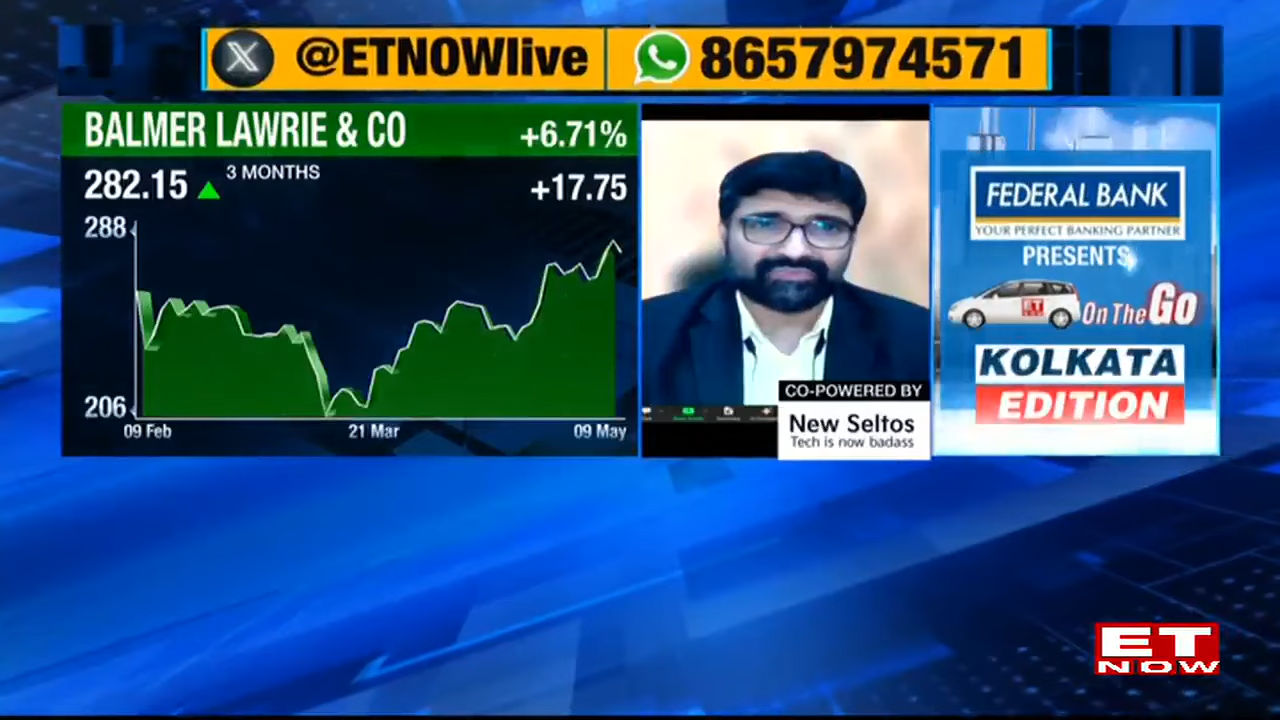 @ETNOWlive
8657974571
BALMER LAWRIE & CO +6.71%
282.15 3 MONTHS +17.75
288
206
09 Feb 21 Mar 09 May
CO-POWERED BY
New Seltos
Tech is now badass
FEDERAL BANK
YOUR PERFECT BANKING PARTNER
PRESENTS
ET
On The Go
KOLKATA
EDITION
ET
NOW